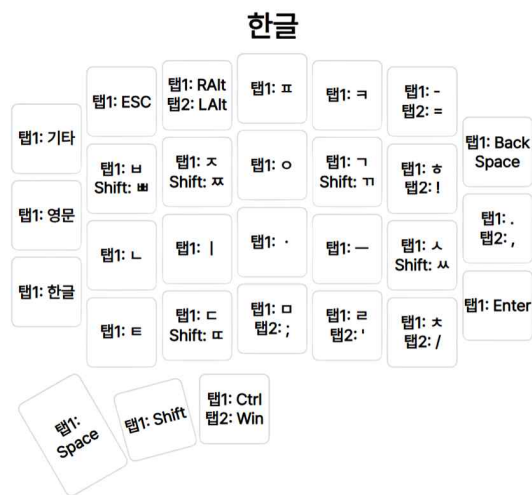 한글
탭1: ESC
탭1: RAlt
탭2: LAlt
탭1: ㅍ
탭1: ㅋ
탭1: -
탭2: =
탭1: 기타
탭1: Back
Space
탭1: ㅂ
Shift: ㅃ
탭1: ㅈ
Shift: ㅉ
탭1: ㅇ
탭1: ㄱ
Shift: ㄲ
탭1: ㅎ
탭2: !
탭1: 영문
탭1: .
탭2: ,
탭1: ㄴ
탭1: ㅣ
탭1: ·
탭1: ㅡ
탭1: ㅅ
Shift: ㅆ
탭1: 한글
탭1: Enter
탭1: ㅌ
탭1: ㄷ
Shift: ㄸ
탭1: ㅁ
탭2: ;
탭1: ㄹ
탭2: '
탭1: ㅊ
탭2: /
탭1:
Space
탭1: Shift
탭1: Ctrl
탭2: Win